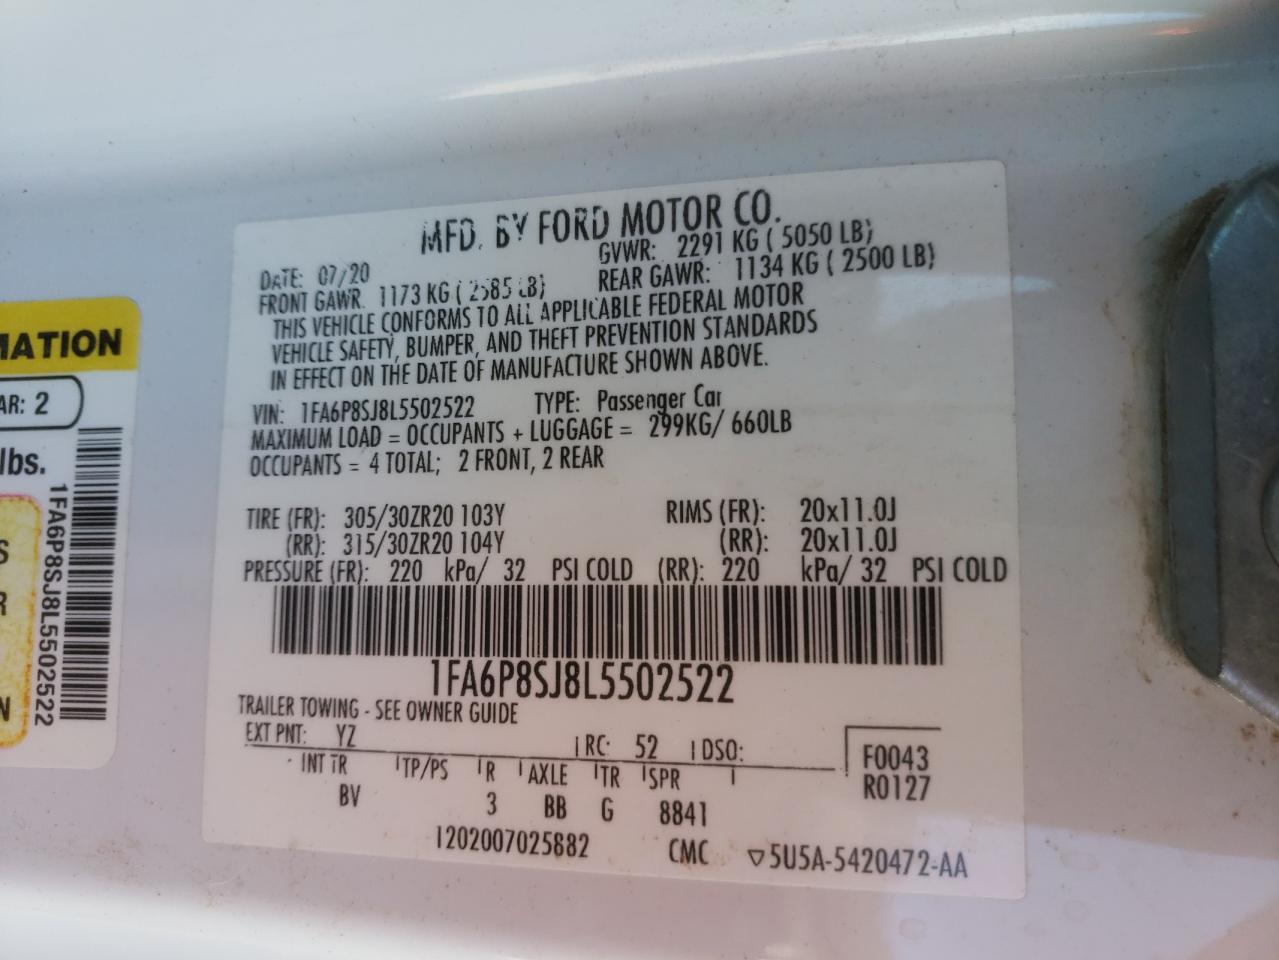 MFD. BY FORD MOTOR CO.
DATE: 07/20 GVWR: 2291 KG ( 5050 LB)
FRONT GAWR: 1173 KG ( 2585 LB) REAR GAWR: 1134 KG ( 2500 LB)
THIS VEHICLE CONFORMS TO ALL APPLICABLE FEDERAL MOTOR
VEHICLE SAFETY, BUMPER, AND THEFT PREVENTION STANDARDS
IN EFFECT ON THE DATE OF MANUFACTURE SHOWN ABOVE.
VIN: 1FA6P8SJ8L5502522 TYPE: Passenger Car
MAXIMUM LOAD = OCCUPANTS + LUGGAGE = 299KG/ 660LB
OCCUPANTS = 4 TOTAL; 2 FRONT, 2 REAR
TIRE (FR): 305/30ZR20 103Y RIMS (FR): 20x11.0J
(RR): 315/30ZR20 104Y (RR): 20x11.0J
PRESSURE (FR): 220 kPa/ 32 PSI COLD (RR): 220 kPa/ 32 PSI COLD
1FA6P8SJ8L5502522
TRAILER TOWING - SEE OWNER GUIDE
EXT PNT: YZ RC: 52 DSO:
F0043
R0127
INT TR TP/PS R AXLE TR SPR
BV 3 BB G 8841
1202007025882 CMC ▽5U5A-5420472-AA
MATION
AR: 2
lbs.
1FA6P8SJ8L5502522
S
R
N